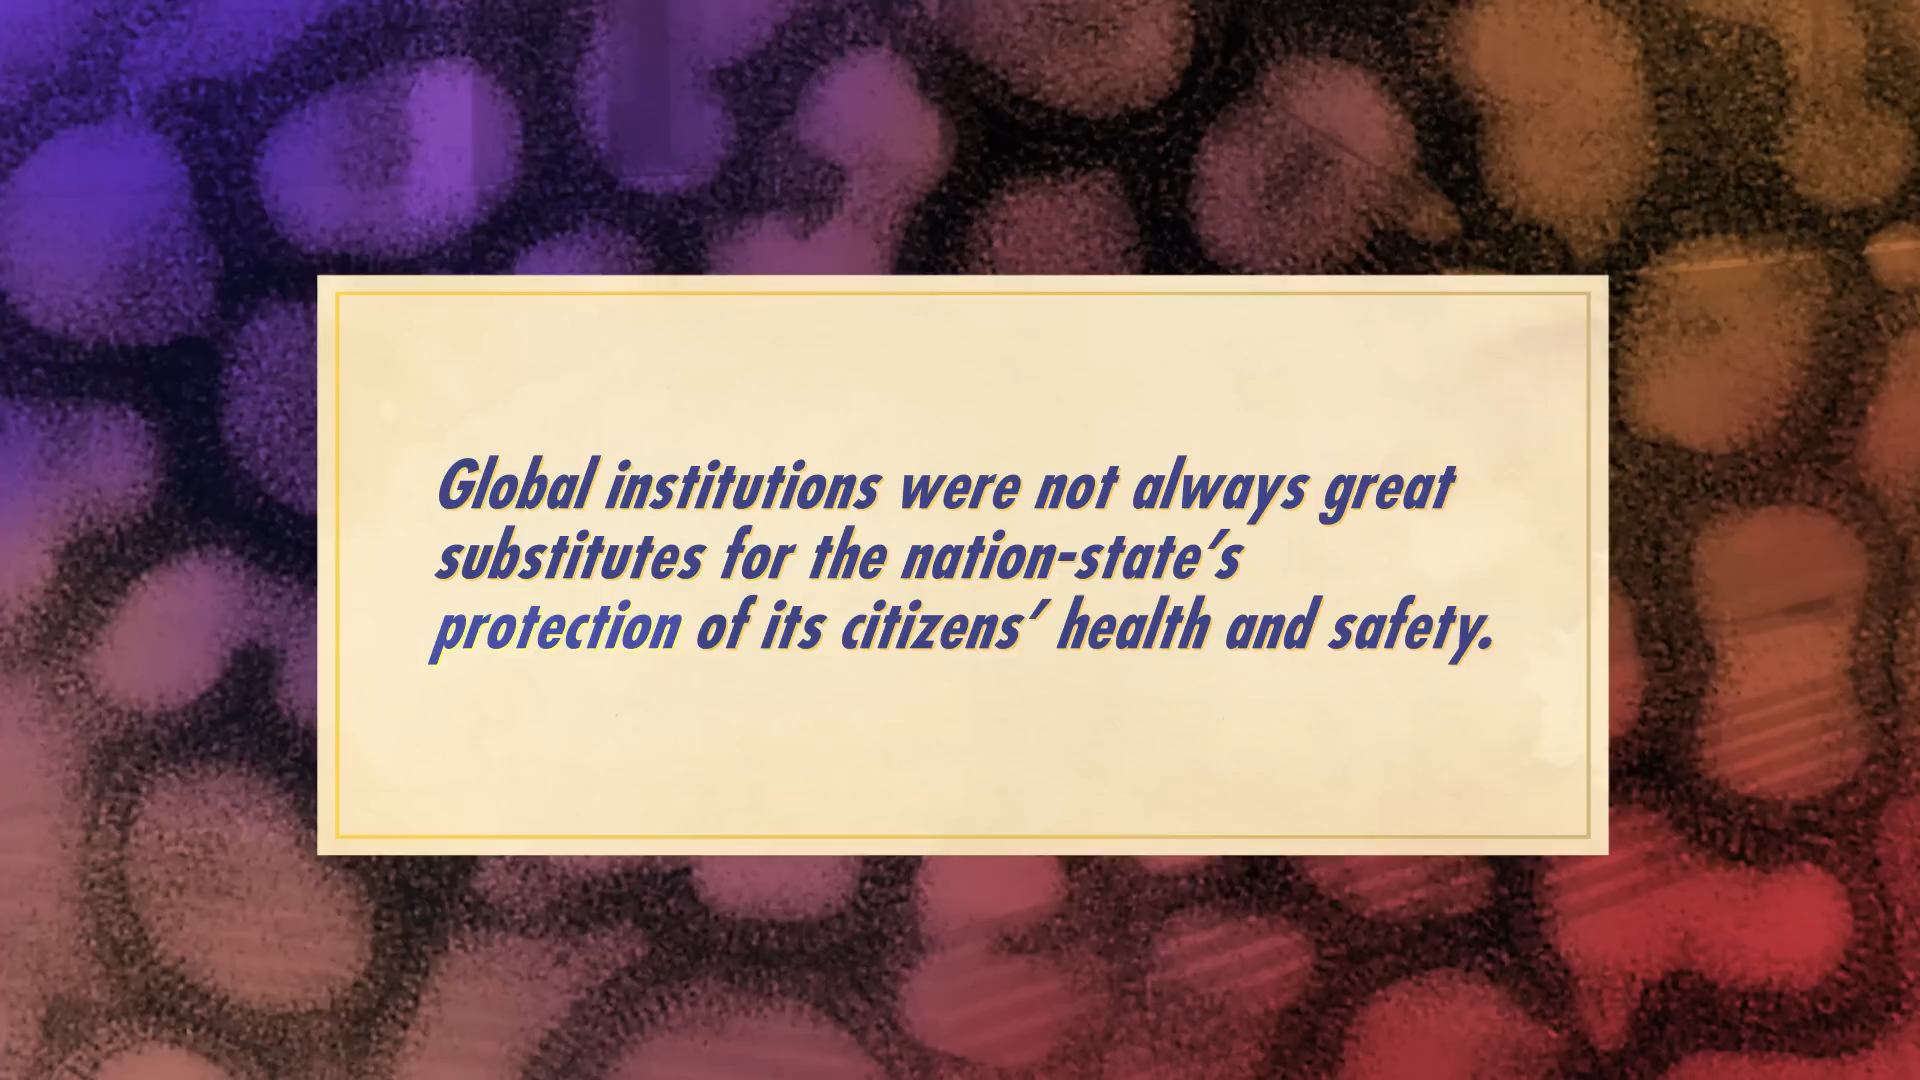 Global institutions were not always great
substitutes for the nation-state’s
protection of its citizens’ health and safety.